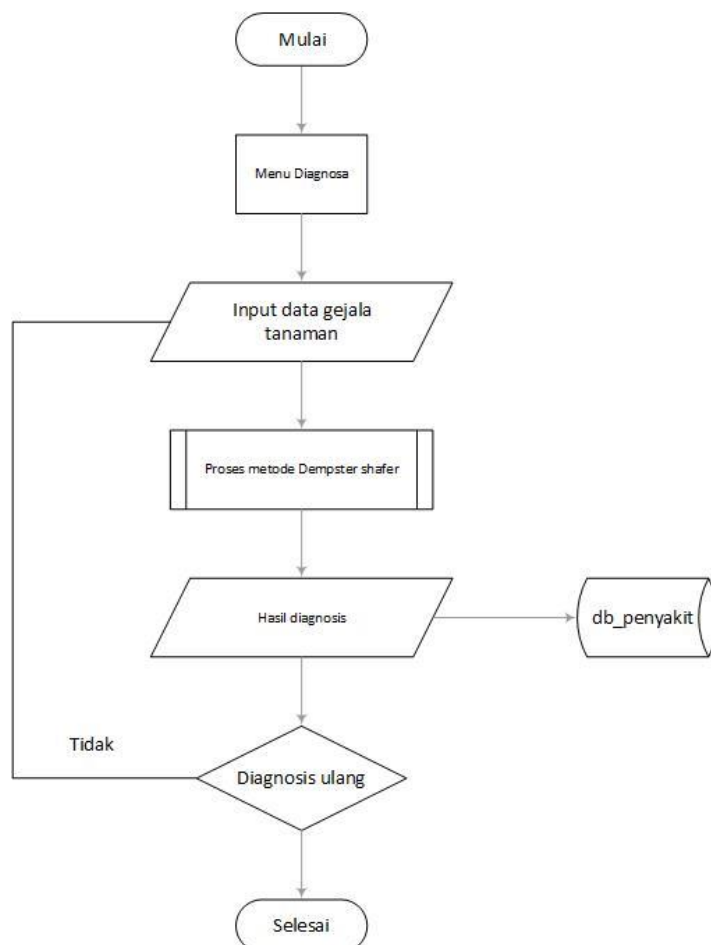 Mulai
Menu Diagnosa
Input data gejala
tanaman
Proses metode Dempster shafer
Hasil diagnosis
db_penyakit
Tidak
Diagnosis ulang
Selesai